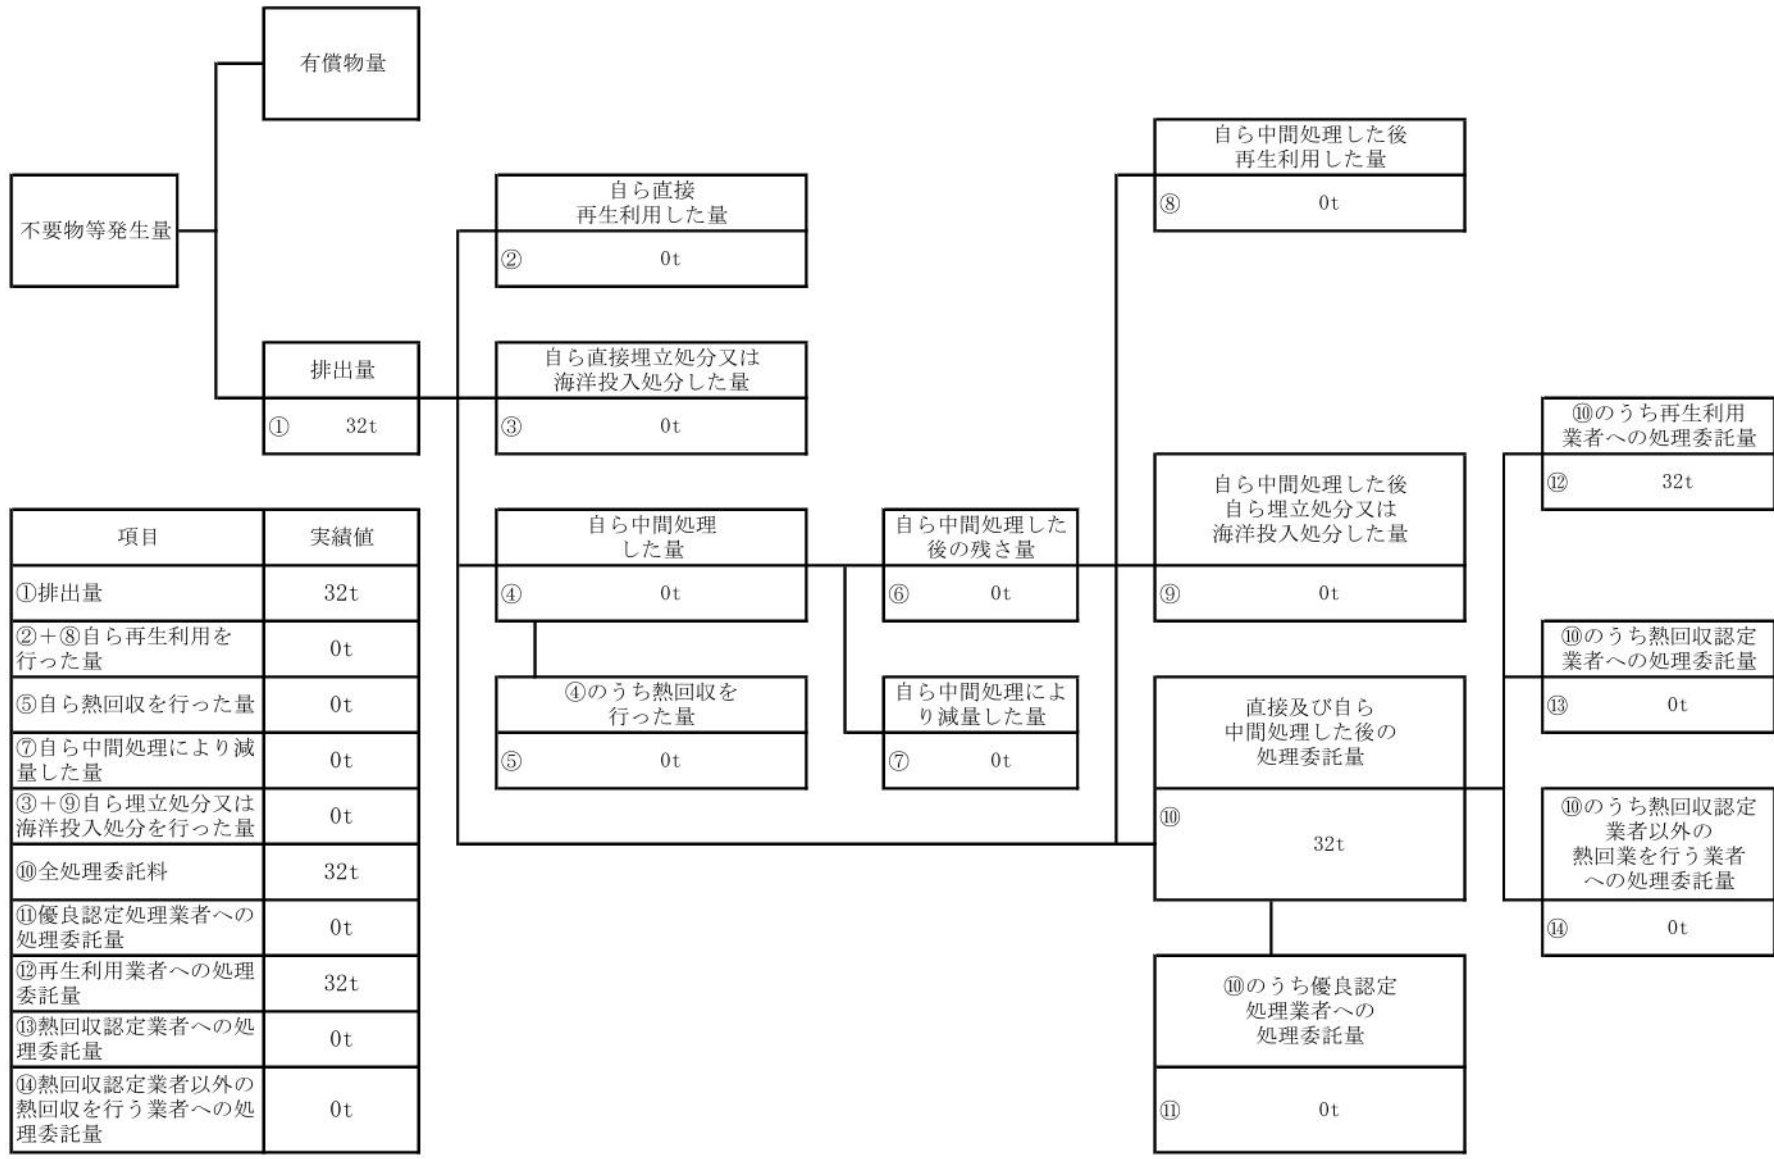 有償物量
不要物等発生量
排出量
① 32t
自ら直接
再生利用した量
② 0t
自ら直接埋立処分又は
海洋投入処分した量
③ 0t
自ら中間処理
した量
④ 0t
④のうち熱回収を
行った量
⑤ 0t
自ら中間処理した
後の残さ量
⑥ 0t
自ら中間処理によ
り減量した量
⑦ 0t
自ら中間処理した後
再生利用した量
⑧ 0t
自ら中間処理した後
自ら埋立処分又は
海洋投入処分した量
⑨ 0t
直接及び自ら
中間処理した後の
処理委託量
⑩
32t
⑩のうち優良認定
処理業者への
処理委託量
⑪ 0t
⑩のうち再生利用
業者への処理委託量
⑫ 32t
⑩のうち熱回収認定
業者への処理委託量
⑬ 0t
⑩のうち熱回収認定
業者以外の
熱回業を行う業者
への処理委託量
⑭ 0t
項目 実績値
①排出量 32t
②＋⑧自ら再生利用を
行った量 0t
⑤自ら熱回収を行った量 0t
⑦自ら中間処理により減
量した量 0t
③＋⑨自ら埋立処分又は
海洋投入処分を行った量 0t
⑩全処理委託料 32t
⑪優良認定処理業者への
処理委託量 0t
⑫再生利用業者への処理
委託量 32t
⑬熱回収認定業者への処
理委託量 0t
⑭熱回収認定業者以外の
熱回収を行う業者への処 0t
理委託量